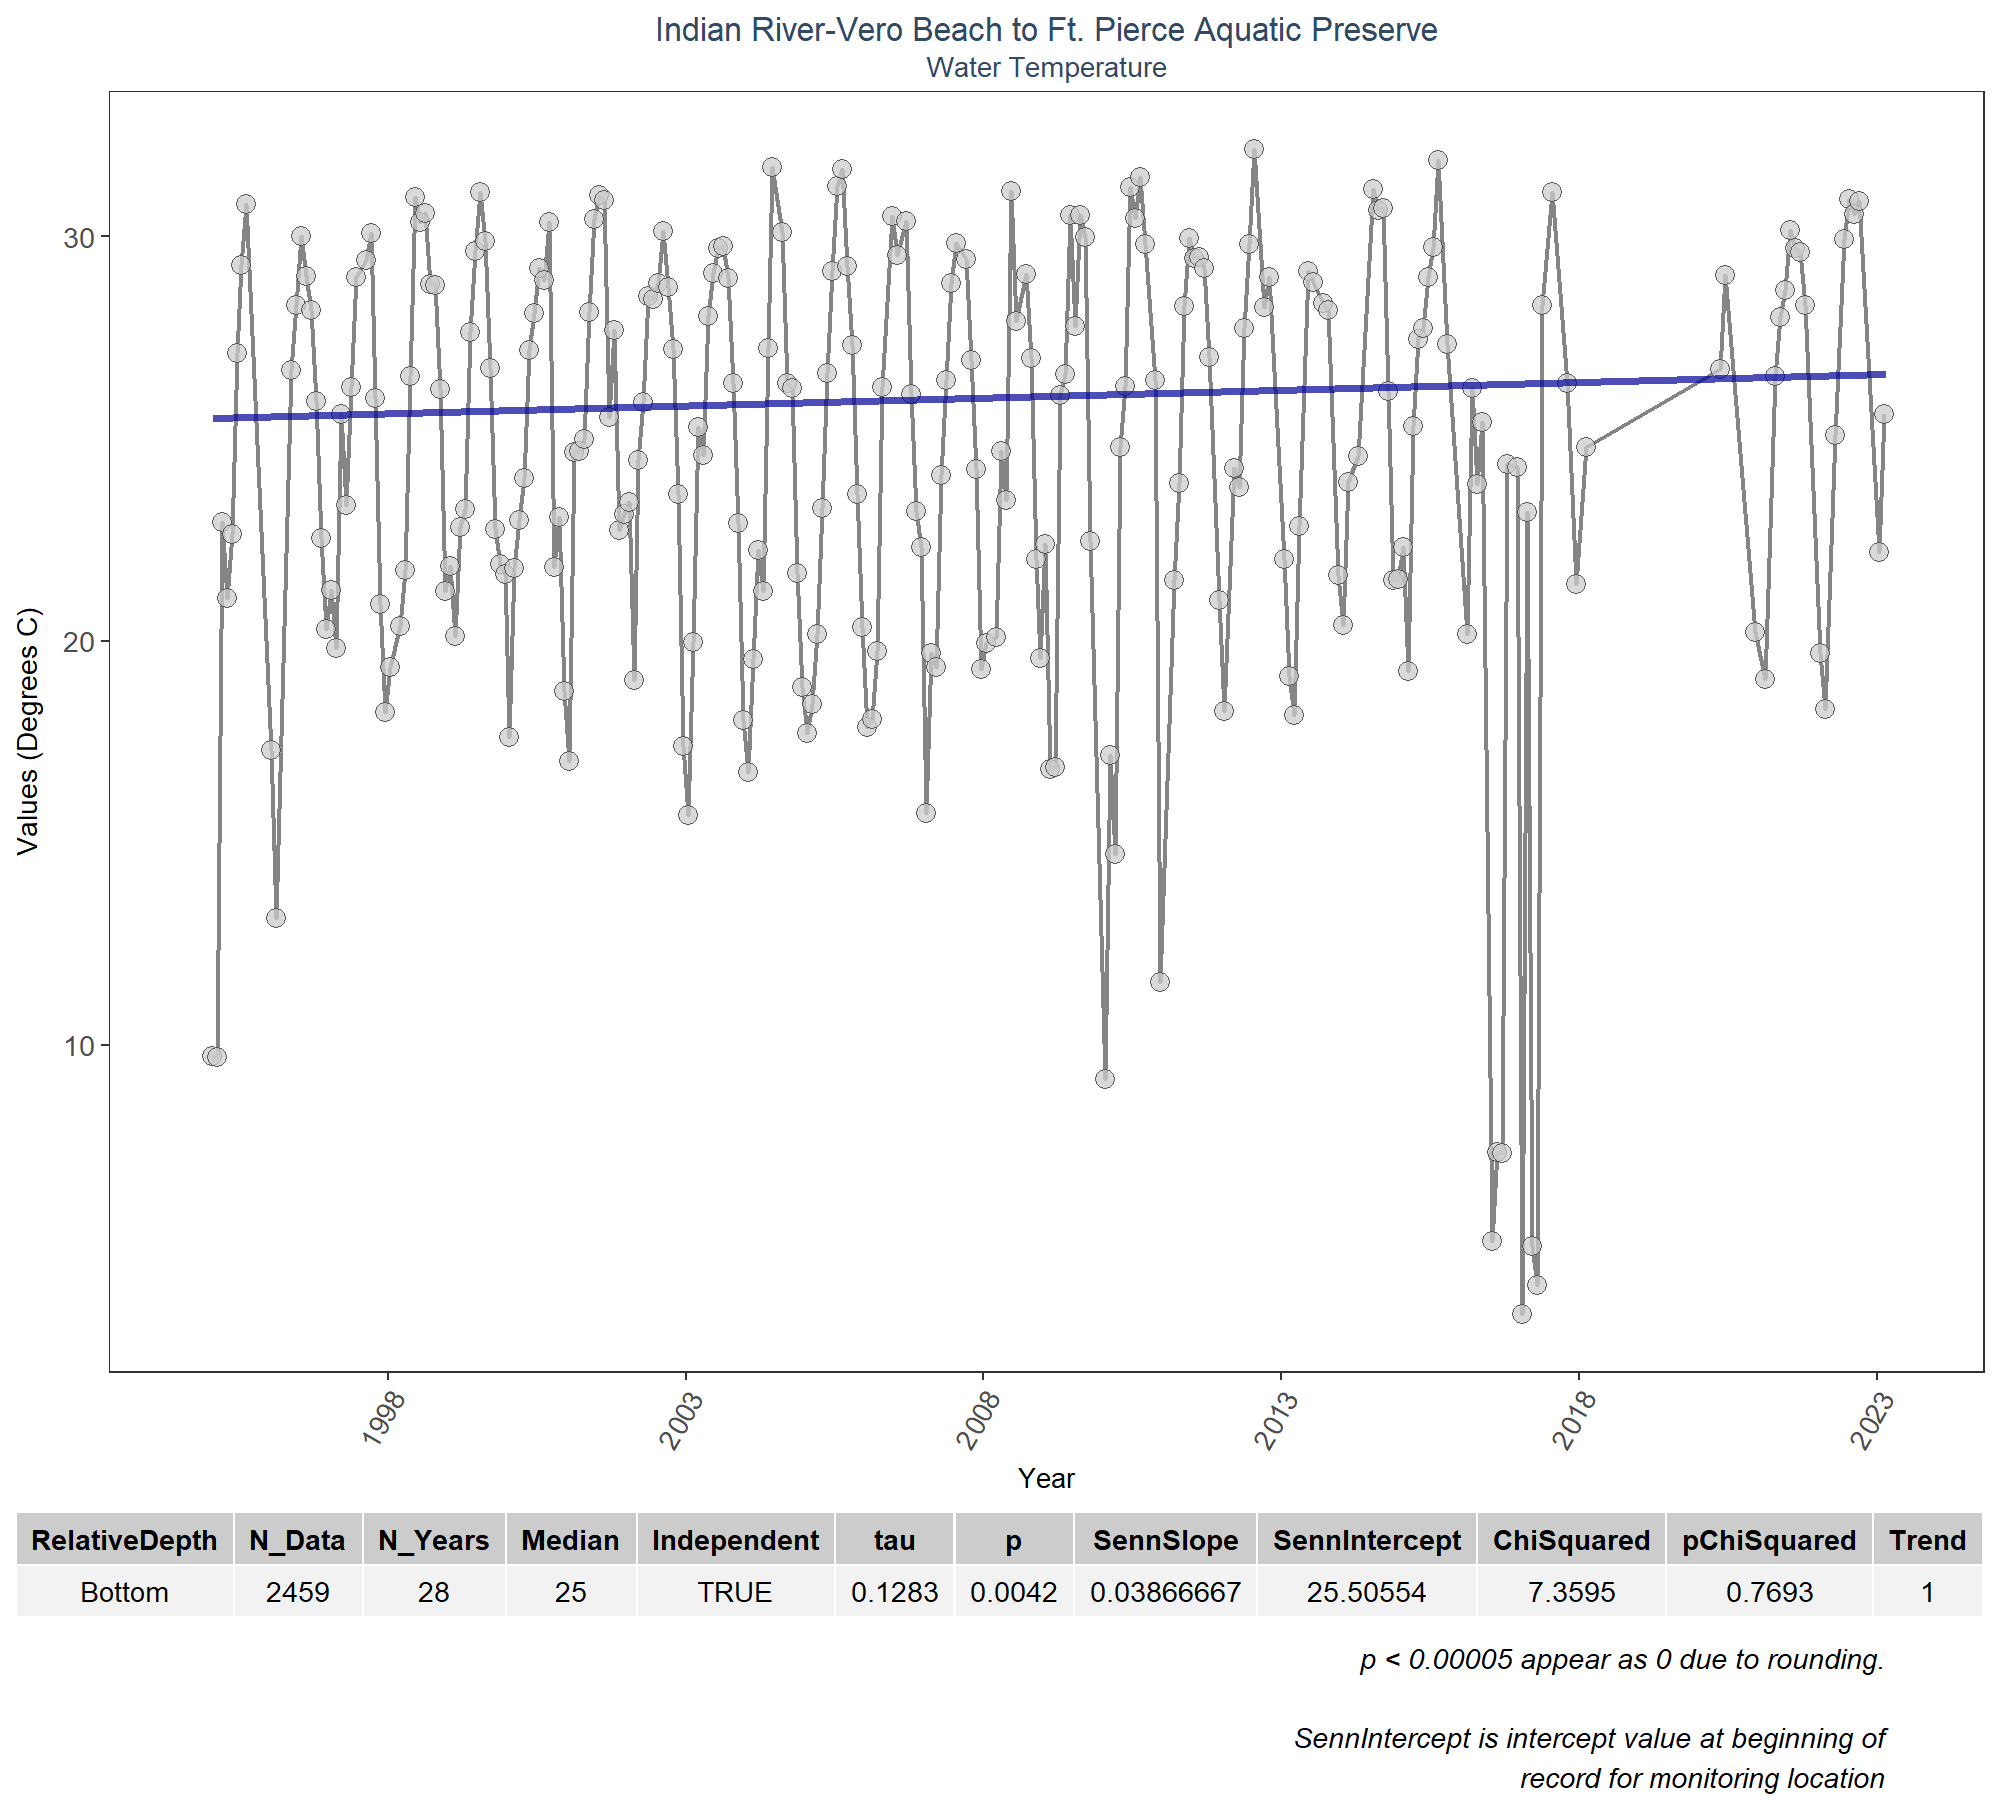 Indian River-Vero Beach to Ft. Pierce Aquatic Preserve
Water Temperature
Values (Degrees C)
30
20
10
1998
2003
2008
2013
2018
2023
Year
RelativeDepth N_Data N_Years Median Independent tau p SennSlope SennIntercept ChiSquared pChiSquared Trend
Bottom 2459 28 25 TRUE 0.1283 0.0042 0.03866667 25.50554 7.3595 0.7693 1
p < 0.00005 appear as 0 due to rounding.
SennIntercept is intercept value at beginning of
record for monitoring location